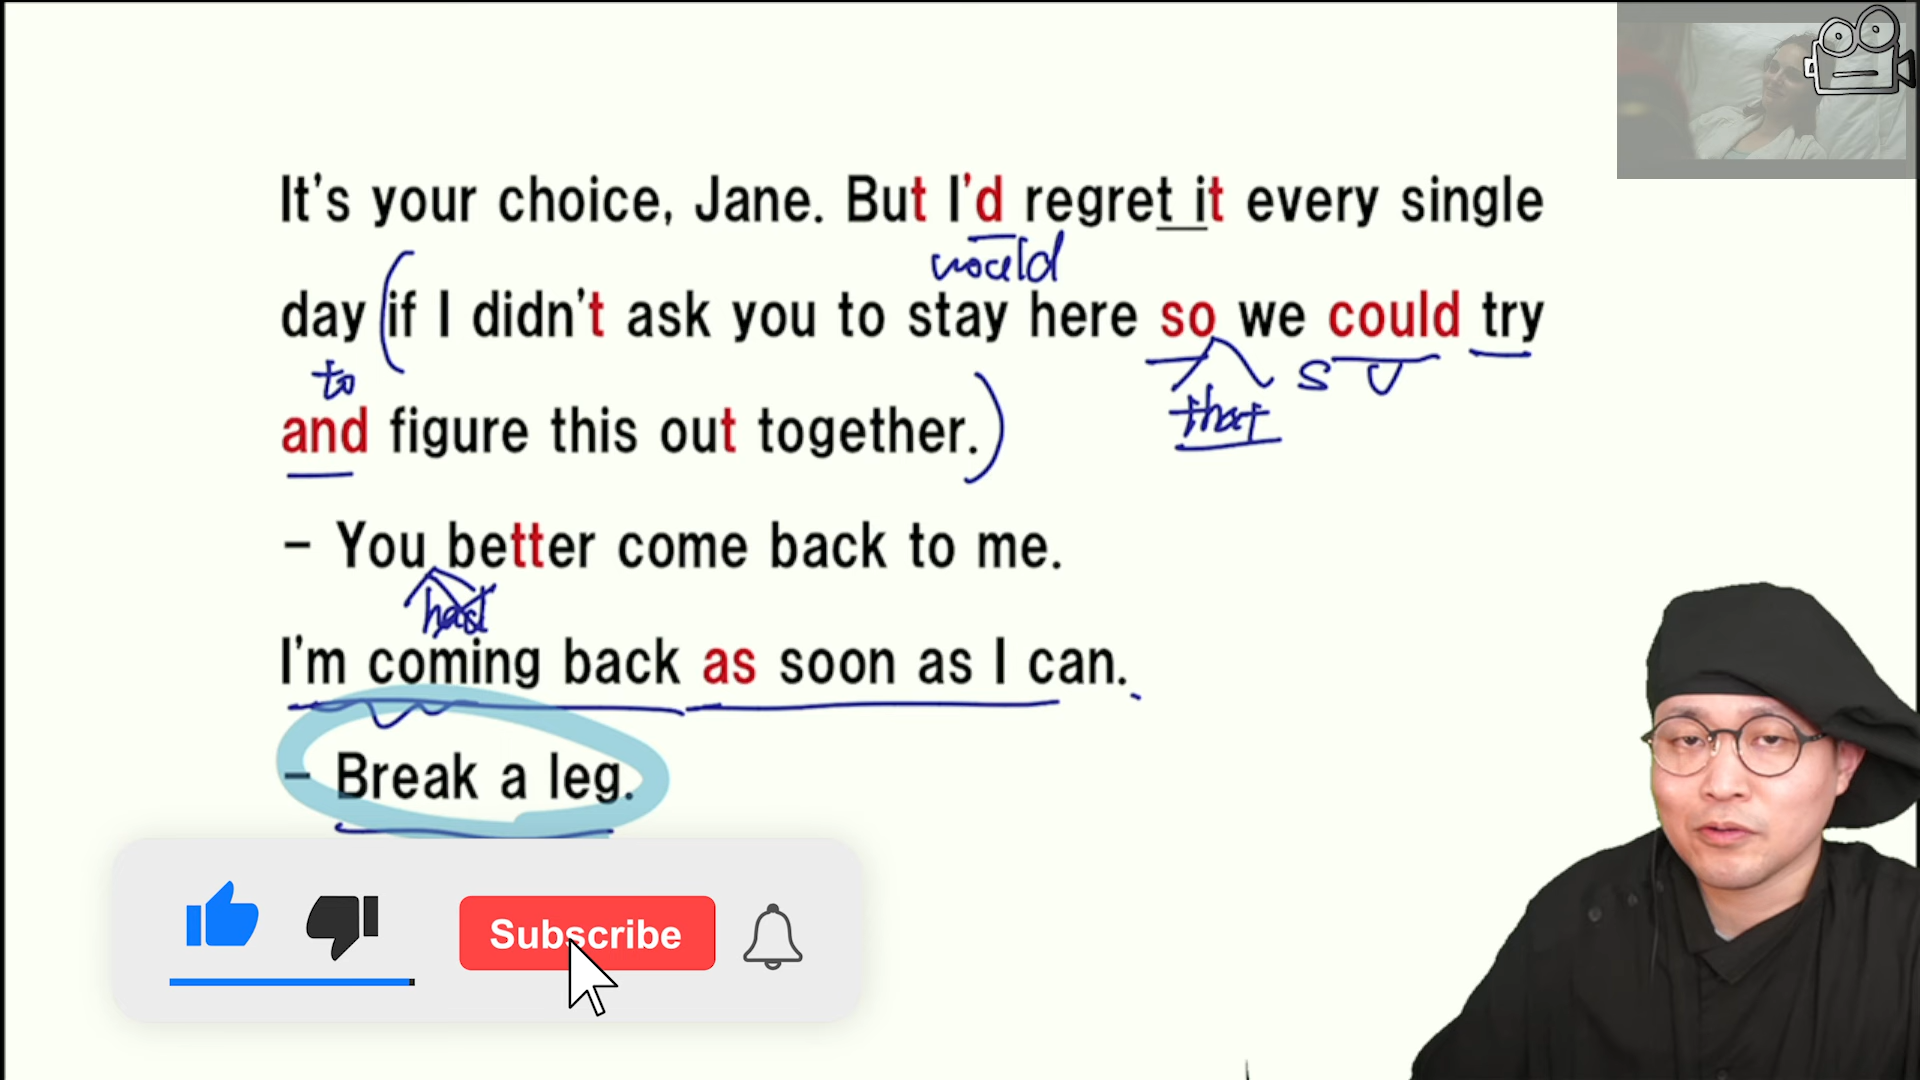 It's your choice, Jane. But I'd regret it every single
would
day (if I didn't ask you to stay here so we could try
to
that
S V
and figure this out together.)
– You better come back to me.
had
I'm coming back as soon as I can.
– Break a leg.
Subscribe